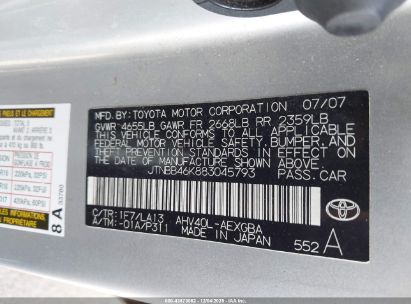 MFD. BY: TOYOTA MOTOR CORPORATION 07/07
GVWR 4655LB GAWR FR 2668LB RR 2359LB
THIS VEHICLE CONFORMS TO ALL APPLICABLE
FEDERAL MOTOR VEHICLE SAFETY, BUMPER, AND
THEFT PREVENTION STANDARDS IN EFFECT ON
THE DATE OF MANUFACTURE SHOWN ABOVE.
JTNBB46K883045793 PASS. CAR
C/TR: 1F7/LA13 AHV40L-AEXGBA
A/TM: -01A/P311 MADE IN JAPAN
TOYOTA
552 A
8A
33780